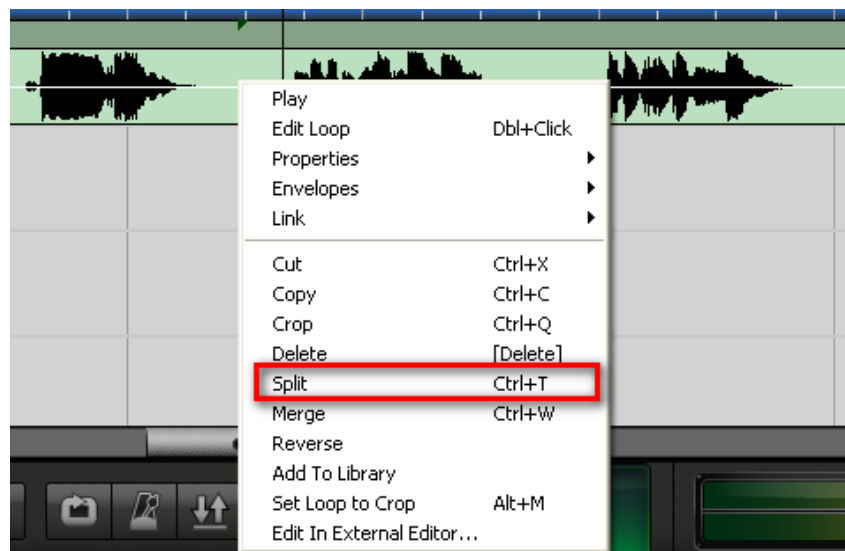 Play
Edit Loop Dbl+Click
Properties
Envelopes
Link
Cut Ctrl+X
Copy Ctrl+C
Crop Ctrl+Q
Delete [Delete]
Split Ctrl+T
Merge Ctrl+W
Reverse
Add To Library
Set Loop to Crop Alt+M
Edit In External Editor...